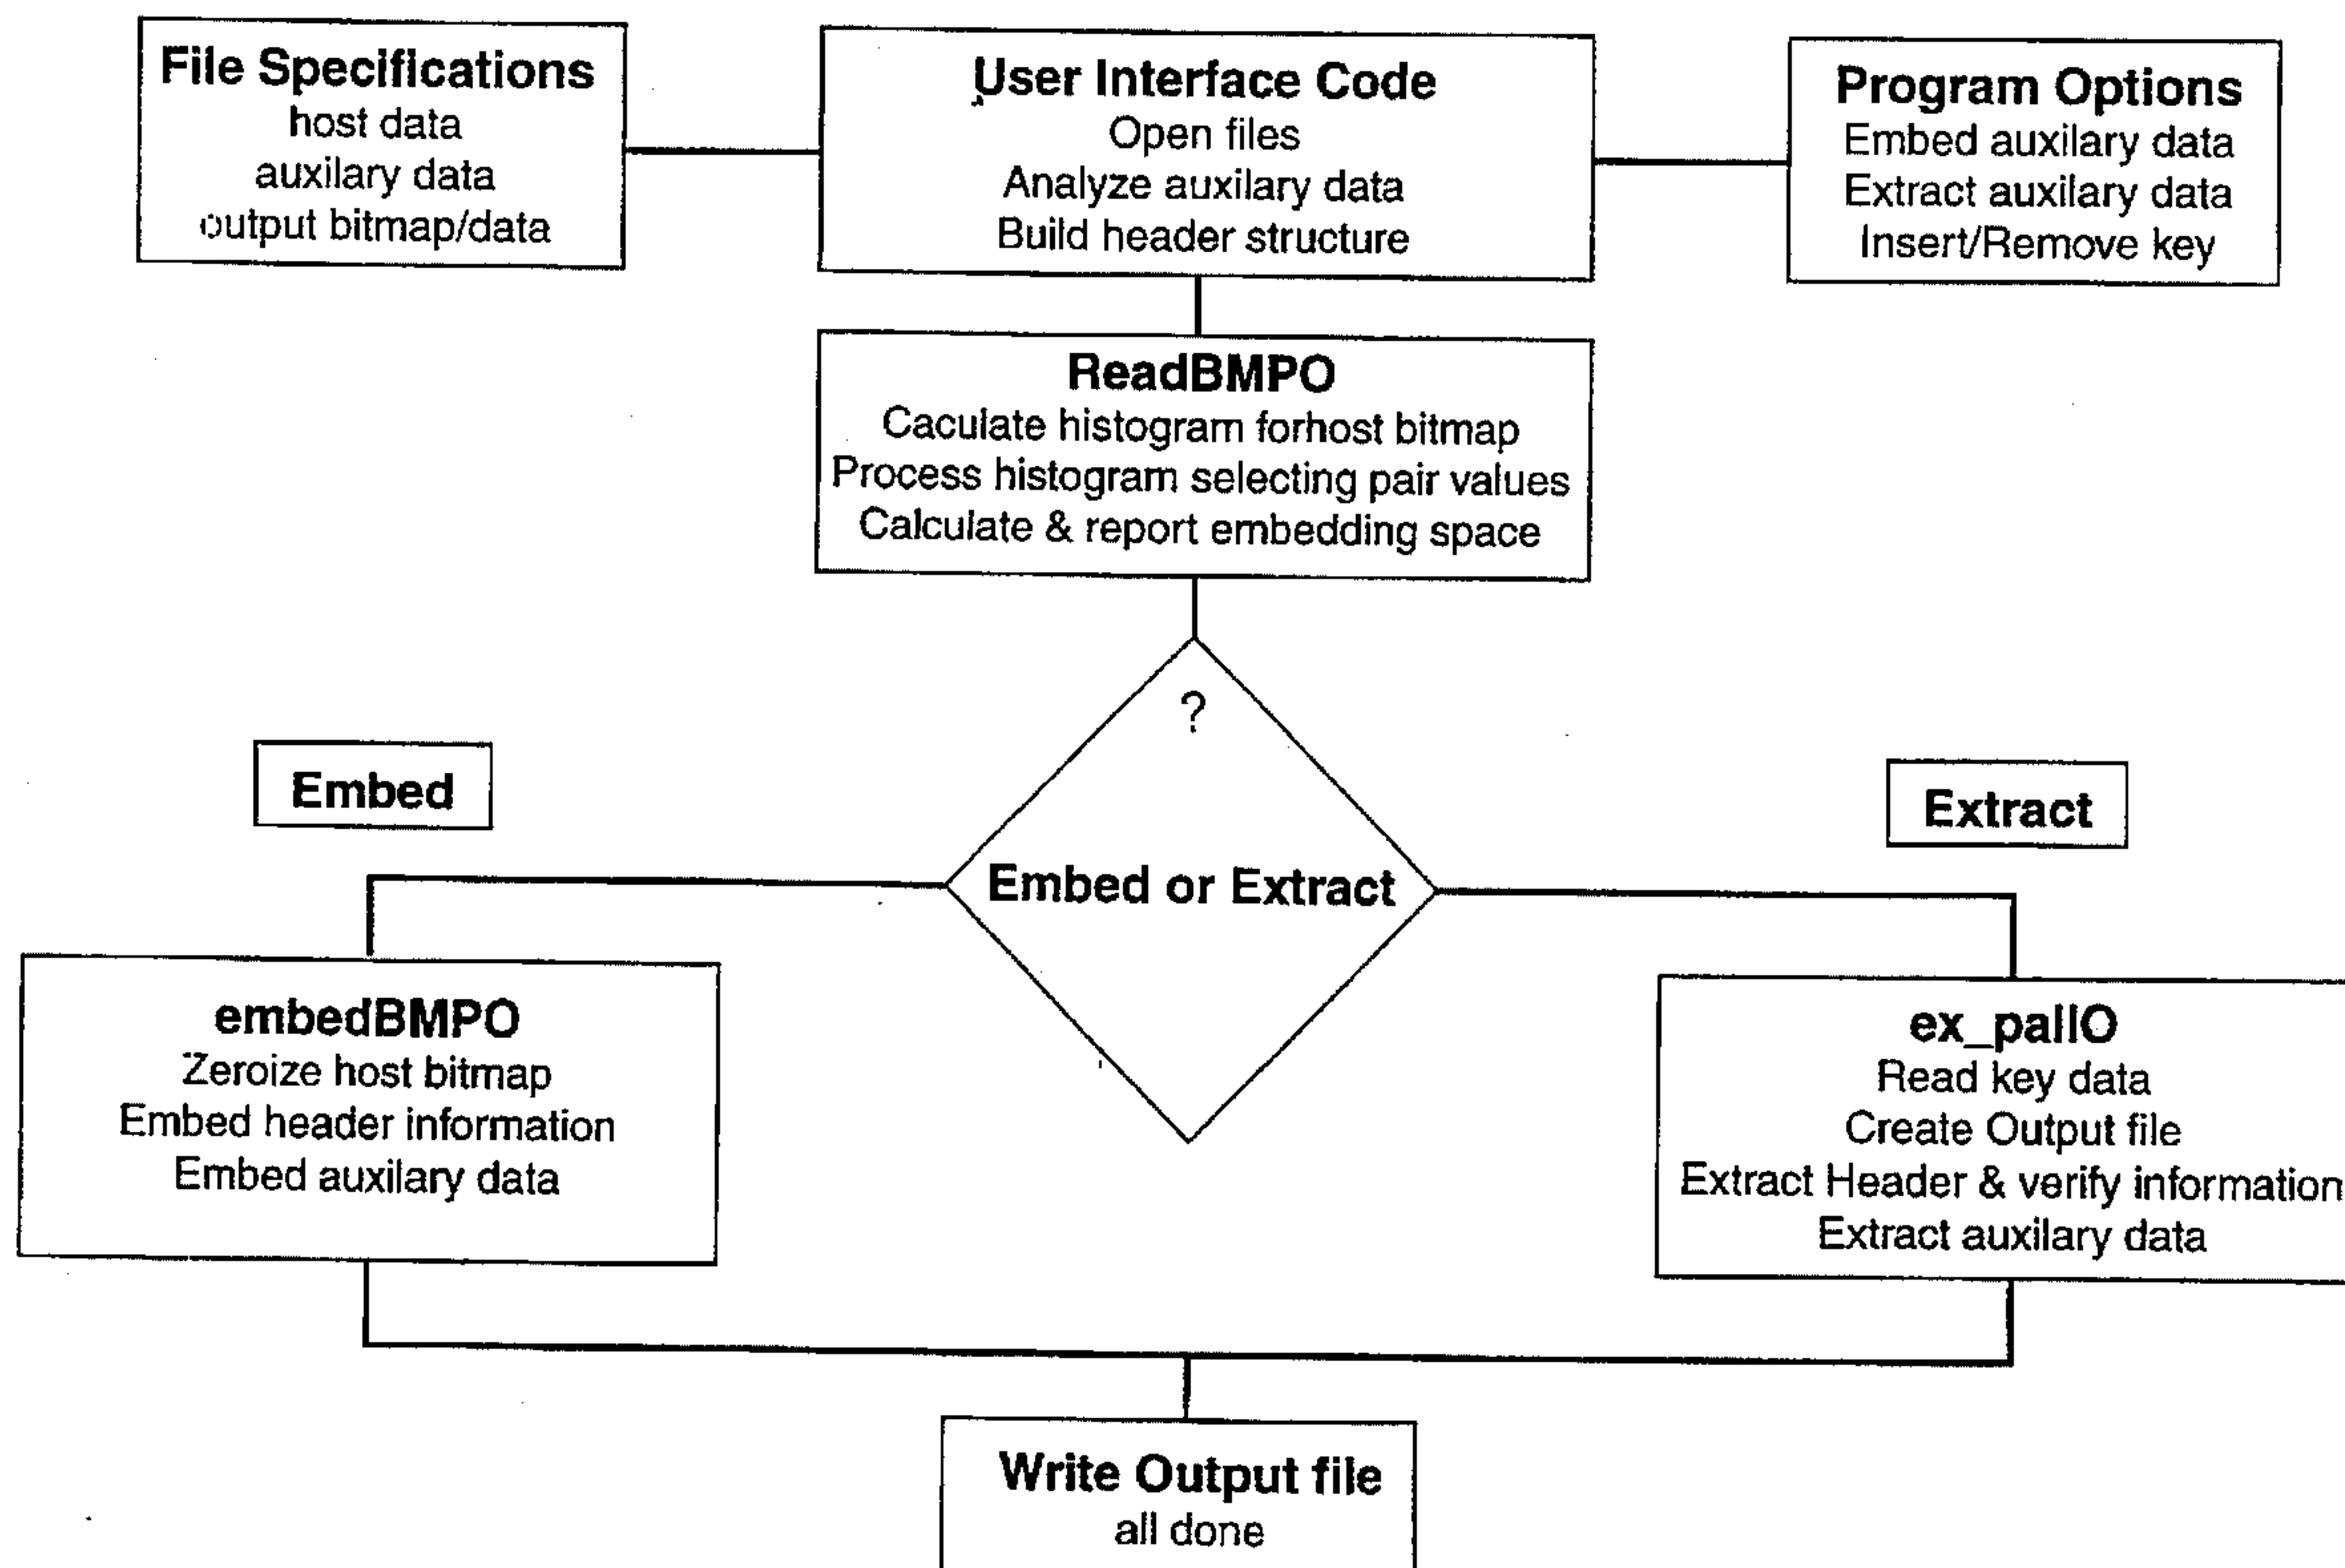 File Specifications
host data
auxilary data
output bitmap/data
User Interface Code
Open files
Analyze auxilary data
Build header structure
Program Options
Embed auxilary data
Extract auxilary data
Insert/Remove key
ReadBMPO
Caculate histogram forhost bitmap
Process histogram selecting pair values
Calculate & report embedding space
?
Embed or Extract
Embed
Extract
embedBMPO
Zeroize host bitmap
Embed header information
Embed auxilary data
ex_pallO
Read key data
Create Output file
Extract Header & verify information
Extract auxilary data
Write Output file
all done